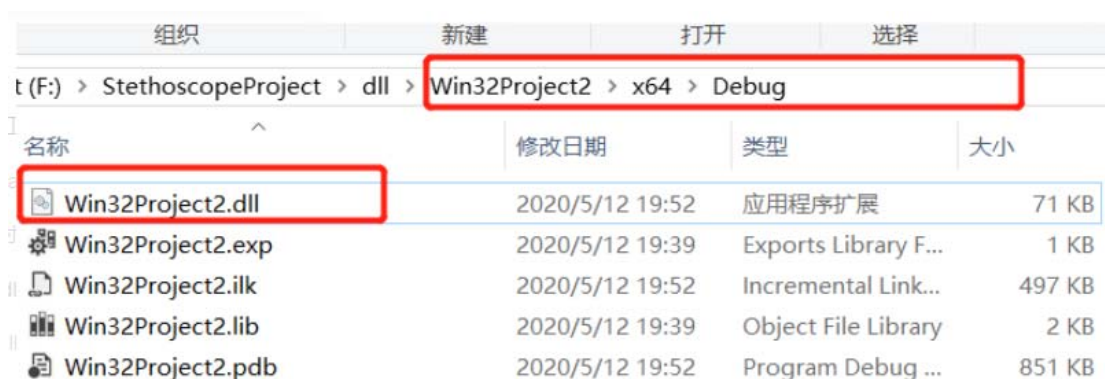 组织 新建 打开 选择
t (F:) > StethoscopeProject > dll > Win32Project2 > x64 > Debug
名称 修改日期 类型 大小
Win32Project2.dll 2020/5/12 19:52 应用程序扩展 71 KB
Win32Project2.exp 2020/5/12 19:39 Exports Library F... 1 KB
Win32Project2.ilk 2020/5/12 19:52 Incremental Link... 497 KB
Win32Project2.lib 2020/5/12 19:39 Object File Library 2 KB
Win32Project2.pdb 2020/5/12 19:52 Program Debug ... 851 KB